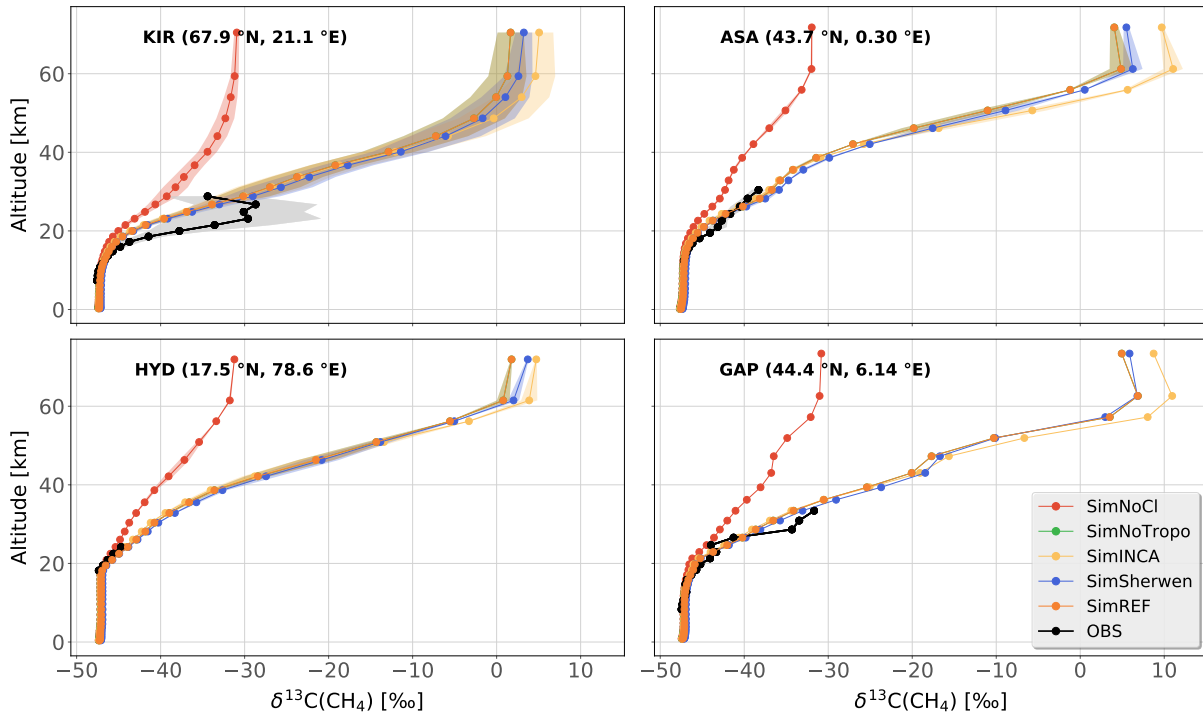 KIR (67.9 °N, 21.1 °E)
ASA (43.7 °N, 0.30 °E)
Altitude [km]
60
40
20
0
HYD (17.5 °N, 78.6 °E)
GAP (44.4 °N, 6.14 °E)
Altitude [km]
60
40
20
0
SimNoCl
SimNoTropo
SimINCA
SimSherwen
SimREF
OBS
−50 −40 −30 −20 −10 0 10
−50 −40 −30 −20 −10 0 10
δ¹³C(CH₄) [‰]
δ¹³C(CH₄) [‰]